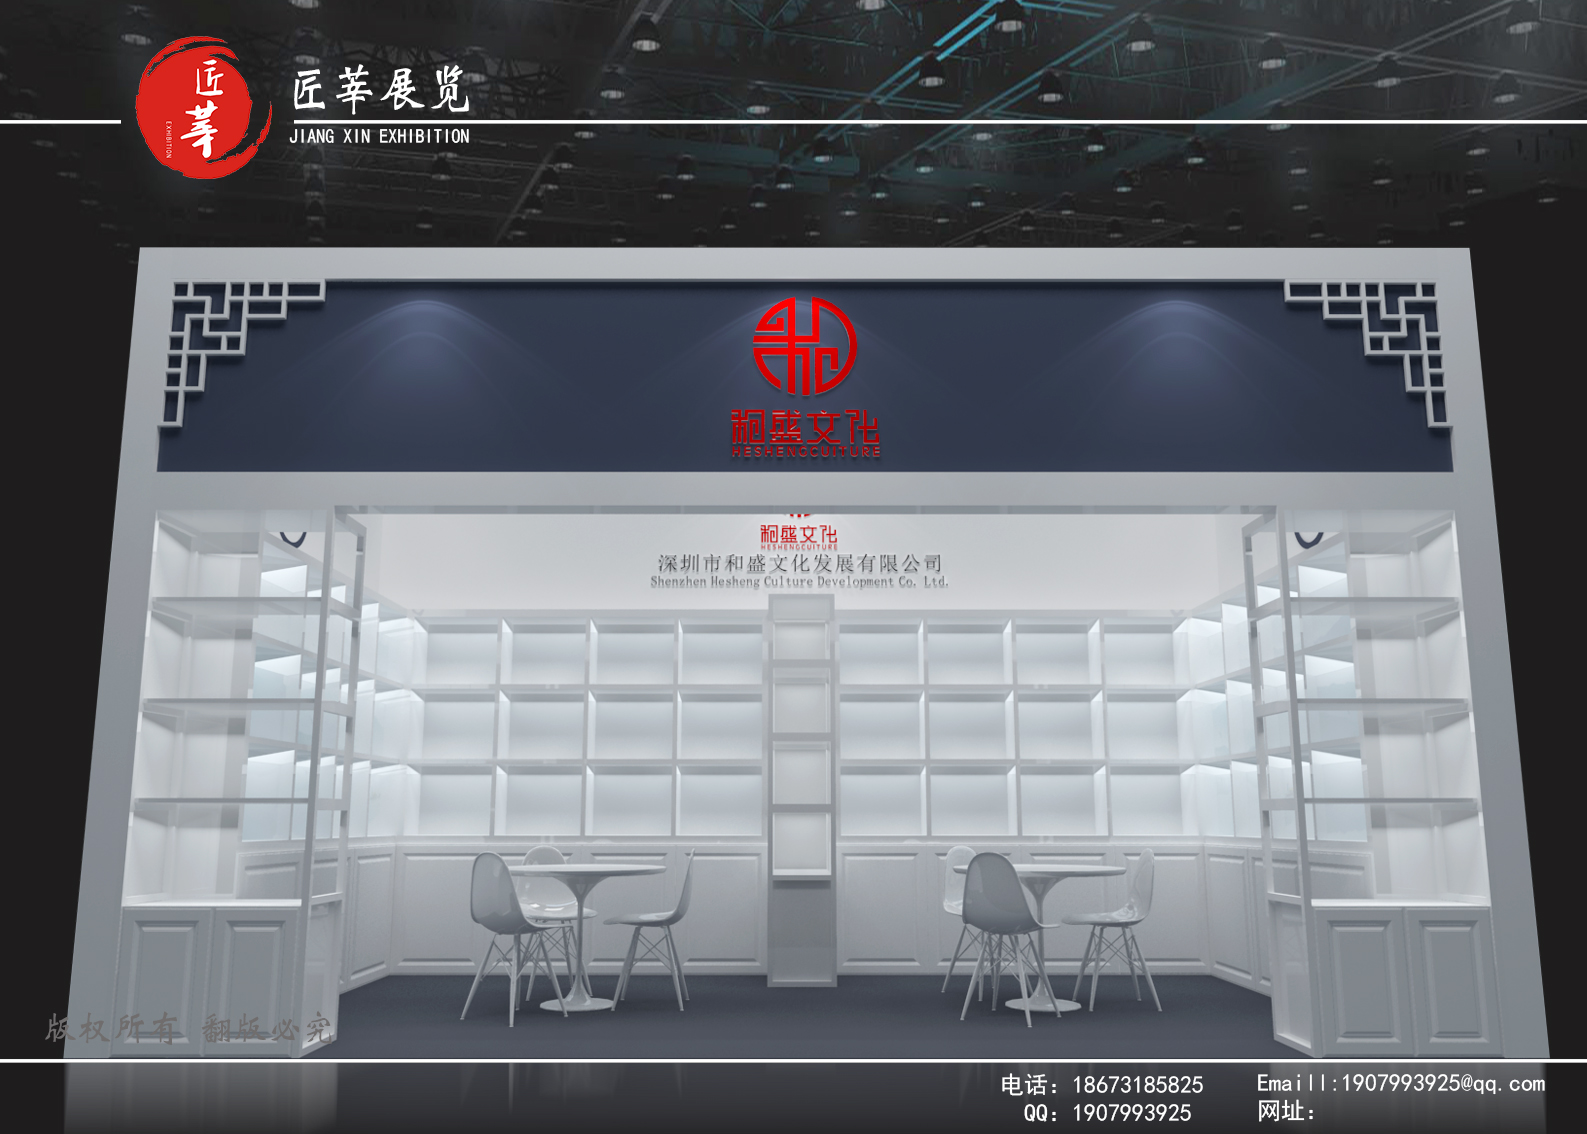 匠莘
EXHIBITION
匠莘展览
JIANG XIN EXHIBITION
和盛文化
HESHENGCUITURE
和盛文化
HESHENGCUITURE
深圳市和盛文化发展有限公司
Shenzhen Hesheng Culture Development Co. Ltd.
版权所有 翻版必究
电话：18673185825
Emaill:1907993925@qq.com
QQ：1907993925
网址：